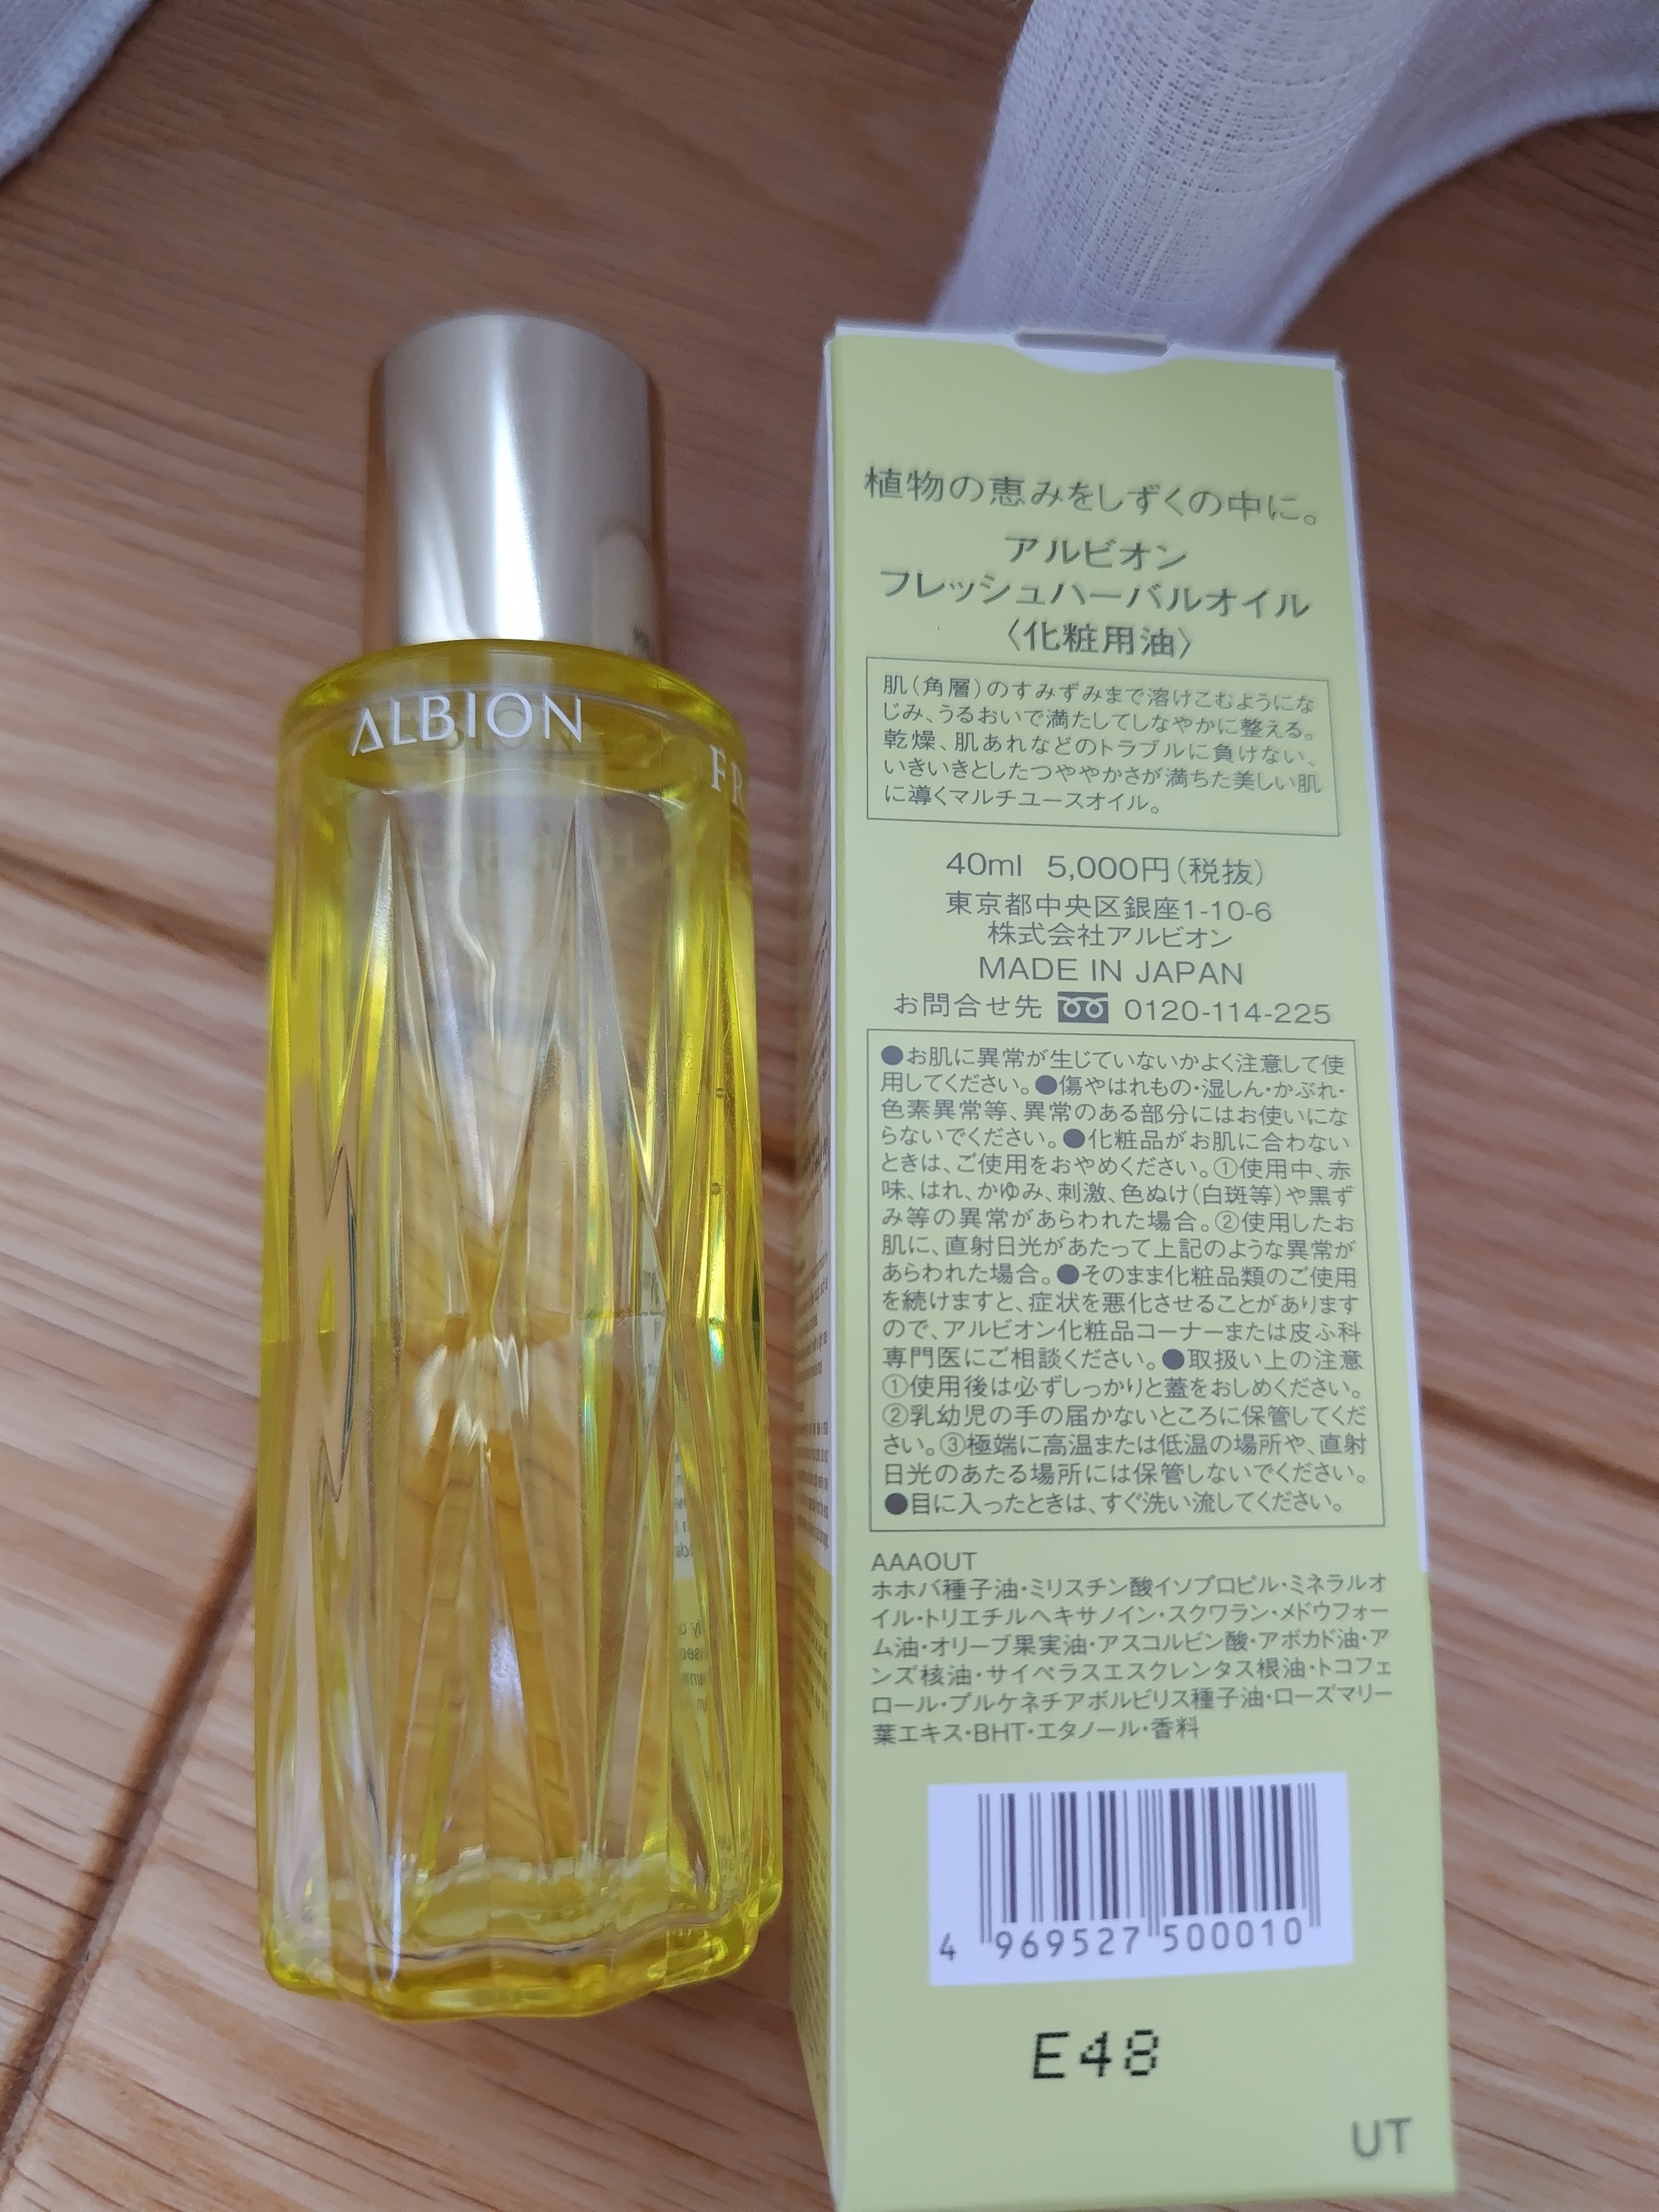 ALBION
FR
植物の恵みをしずくの中に。
アルビオン
フレッシュハーバルオイル
〈化粧用油〉
肌(角層)のすみずみまで溶けこむようにな
じみ、うるおいで満たしてしなやかに整える。
乾燥、肌あれなどのトラブルに負けない、
いきいきとしたつややかさが満ちた美しい肌
に導くマルチユースオイル。
40ml 5,000円(税抜)
東京都中央区銀座1-10-6
株式会社アルビオン
MADE IN JAPAN
お問合せ先 0120-114-225
●お肌に異常が生じていないかよく注意して使
用してください。●傷やはれもの・湿しん・かぶれ・
色素異常等、異常のある部分にはお使いにな
らないでください。●化粧品がお肌に合わない
ときは、ご使用をおやめください。①使用中、赤
味、はれ、かゆみ、刺激、色ぬけ(白斑等)や黒ず
み等の異常があらわれた場合。②使用したお
肌に、直射日光があたって上記のような異常が
あらわれた場合。●そのまま化粧品類のご使用
を続けますと、症状を悪化させることがあります
ので、アルビオン化粧品コーナーまたは皮ふ科
専門医にご相談ください。●取扱い上の注意
①使用後は必ずしっかりと蓋をおしめください。
②乳幼児の手の届かないところに保管してくだ
さい。③極端に高温または低温の場所や、直射
日光のあたる場所には保管しないでください。
●目に入ったときは、すぐ洗い流してください。
AAAOUT
ホホバ種子油・ミリスチン酸イソプロピル・ミネラルオ
イル・トリエチルヘキサノイン・スクワラン・メドウフォー
ム油・オリーブ果実油・アスコルビン酸・アボカド油・ア
ンズ核油・サイペラスエスクレンタス根油・トコフェ
ロール・プルケネチアボルビリス種子油・ローズマリー
葉エキス・BHT・エタノール・香料
4 969527 500010
E48
UT